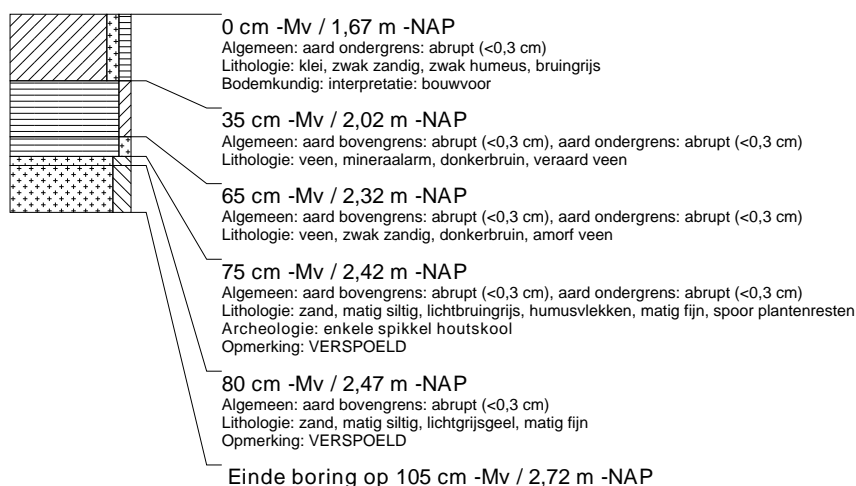 0 cm -Mv / 1,67 m -NAP
Algemeen: aard ondergrens: abrupt (<0,3 cm)
Lithologie: klei, zwak zandig, zwak humeus, bruingrijs
Bodemkundig: interpretatie: bouwvoor
35 cm -Mv / 2,02 m -NAP
Algemeen: aard bovengrens: abrupt (<0,3 cm), aard ondergrens: abrupt (<0,3 cm)
Lithologie: veen, mineraalarm, donkerbruin, veraard veen
65 cm -Mv / 2,32 m -NAP
Algemeen: aard bovengrens: abrupt (<0,3 cm), aard ondergrens: abrupt (<0,3 cm)
Lithologie: veen, zwak zandig, donkerbruin, amorf veen
75 cm -Mv / 2,42 m -NAP
Algemeen: aard bovengrens: abrupt (<0,3 cm), aard ondergrens: abrupt (<0,3 cm)
Lithologie: zand, matig siltig, lichtbruingrijs, humusvlekken, matig fijn, spoor plantenresten
Archeologie: enkele spikkel houtskool
Opmerking: VERSPOELD
80 cm -Mv / 2,47 m -NAP
Algemeen: aard bovengrens: abrupt (<0,3 cm)
Lithologie: zand, matig siltig, lichtgrijsgeel, matig fijn
Opmerking: VERSPOELD
Einde boring op 105 cm -Mv / 2,72 m -NAP